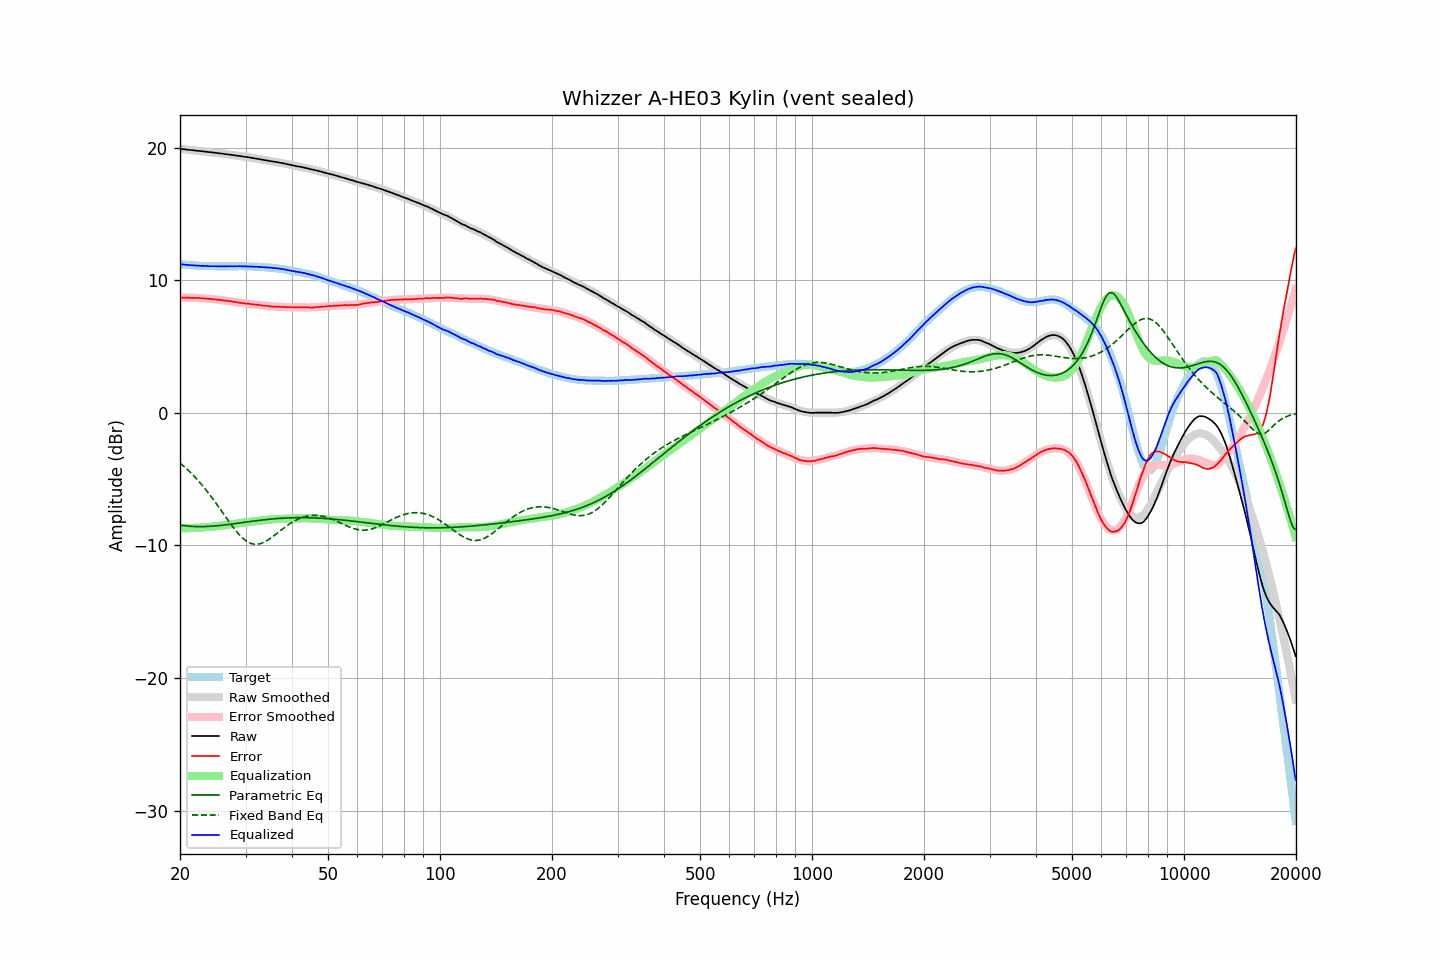 Whizzer A-HE03 Kylin (vent sealed)
20
10
0
−10
−20
−30
Amplitude (dBr)
Target
Raw Smoothed
Error Smoothed
Raw
Error
Equalization
Parametric Eq
Fixed Band Eq
Equalized
20 50 100 200 500 1000 2000 5000 10000 20000
Frequency (Hz)